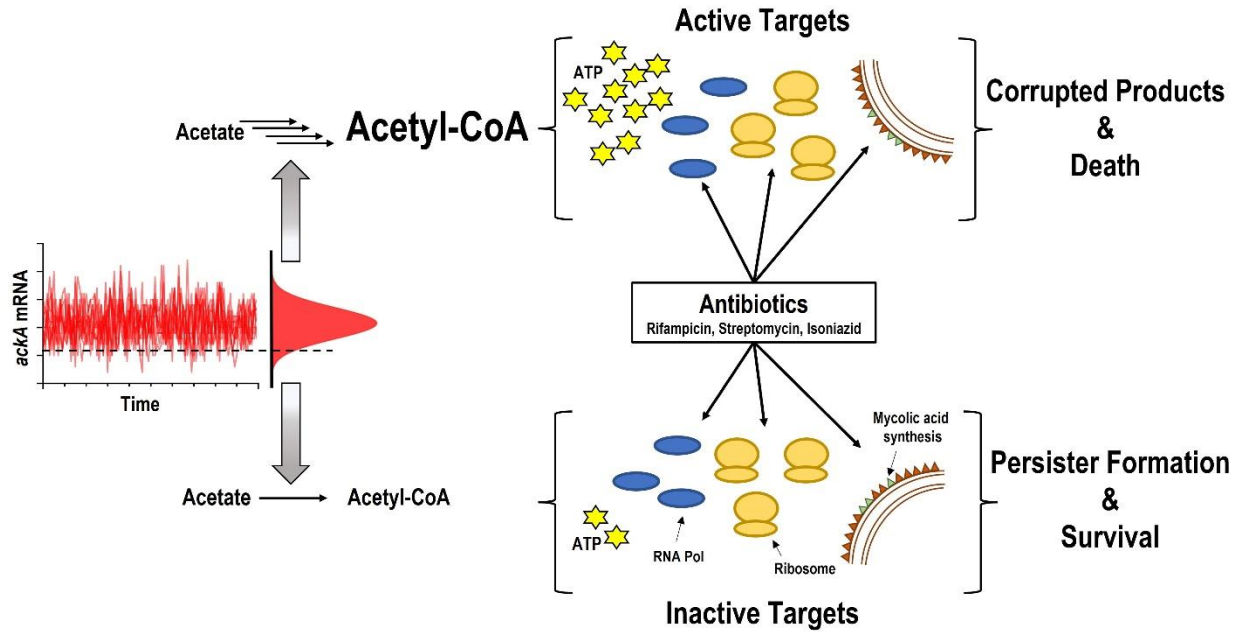 Active Targets
ATP
Acetate
Acetyl-CoA
Corrupted Products
&
Death
ackA mRNA
Time
Antibiotics
Rifampicin, Streptomycin, Isoniazid
Mycolic acid
synthesis
Acetate
Acetyl-CoA
ATP
RNA Pol
Ribosome
Persister Formation
&
Survival
Inactive Targets